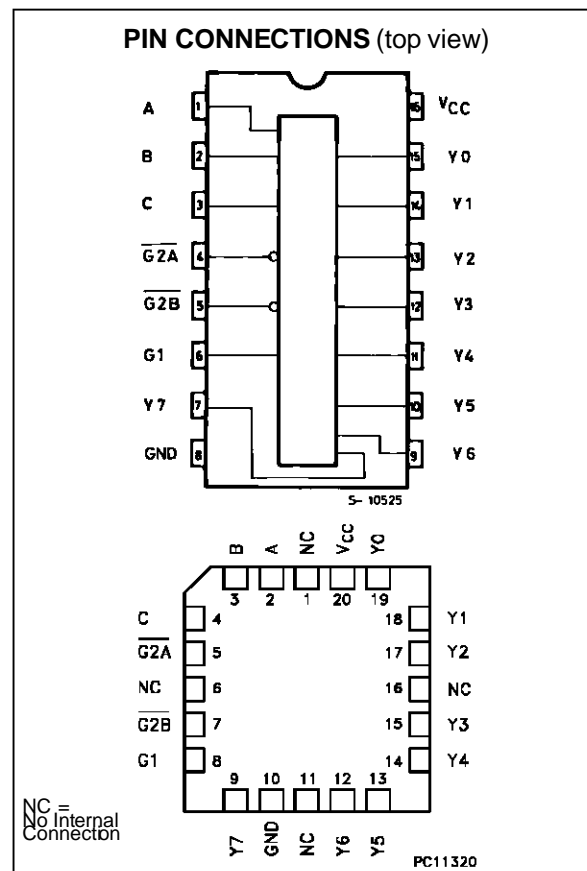 PIN CONNECTIONS (top view)
A 1 16 VCC
B 2 15 Y0
C 3 14 Y1
G2A 4 13 Y2
G2B 5 12 Y3
G1 6 11 Y4
Y7 7 10 Y5
GND 8 9 Y6
S-10525
B A NC VCC Y0
3 2 1 20 19
C 4 18 Y1
G2A 5 17 Y2
NC 6 16 NC
G2B 7 15 Y3
G1 8 14 Y4
9 10 11 12 13
Y7 GND NC Y6 Y5
NC =
No Internal
Connection
PC11320